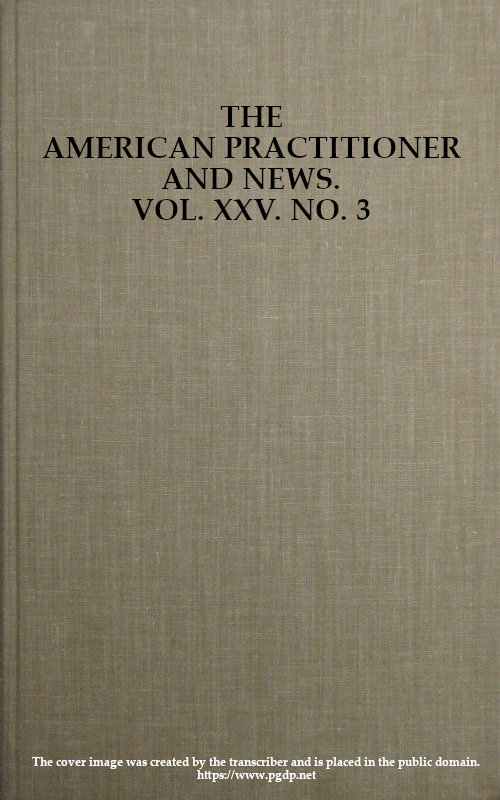 THE
AMERICAN PRACTITIONER
AND NEWS.
VOL. XXV. NO. 3
The cover image was created by the transcriber and is placed in the public domain.
https://www.pgdp.net